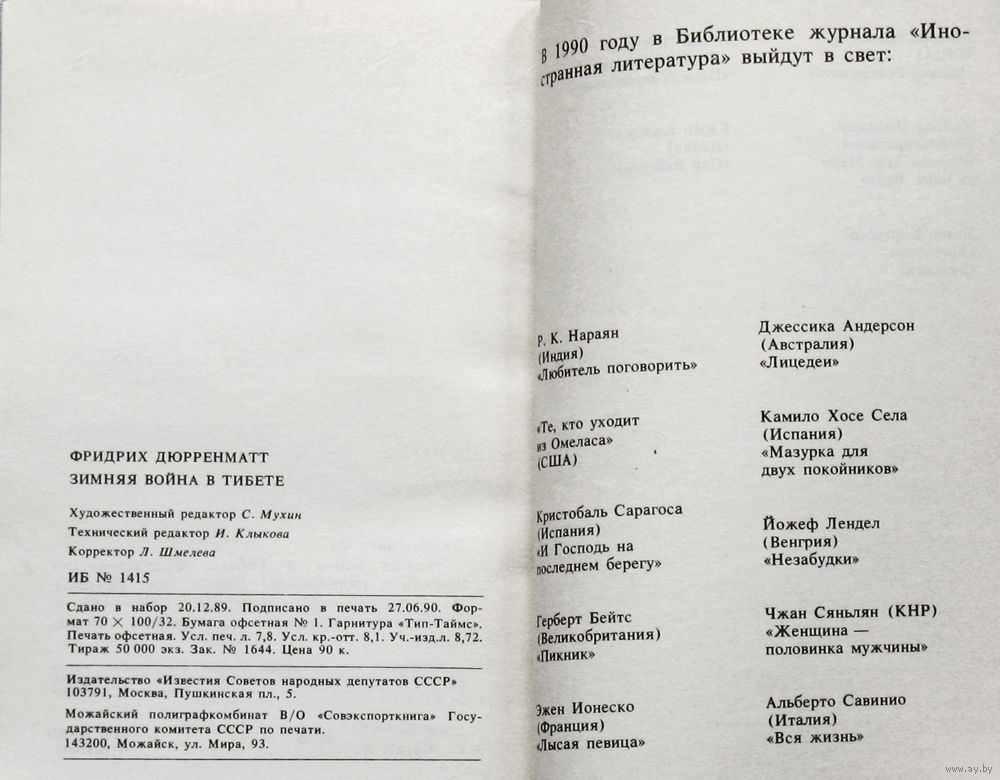 ФРИДРИХ ДЮРРЕНМАТТ
ЗИМНЯЯ ВОЙНА В ТИБЕТЕ
Художественный редактор С. Мухин
Технический редактор И. Клыкова
Корректор Л. Шмелева
ИБ № 1415
Сдано в набор 20.12.89. Подписано в печать 27.06.90. Фор-
мат 70 × 100/32. Бумага офсетная № 1. Гарнитура «Тип-Таймс».
Печать офсетная. Усл. печ. л. 7,8. Усл. кр.-отт. 8,1. Уч.-изд.л. 8,72.
Тираж 50 000 экз. Зак. № 1644. Цена 90 к.
Издательство «Известия Советов народных депутатов СССР»
103791, Москва, Пушкинская пл., 5.
Можайский полиграфкомбинат В/О «Совэкспорткнига» Госу-
дарственного комитета СССР по печати.
143200, Можайск, ул. Мира, 93.
В 1990 году в Библиотеке журнала «Ино-
странная литература» выйдут в свет:
Р. К. Нараян
(Индия)
«Любитель поговорить»
«Те, кто уходит
из Омеласа»
(США)
Кристобаль Сарагоса
(Испания)
«И Господь на
последнем берегу»
Герберт Бейтс
(Великобритания)
«Пикник»
Эжен Ионеско
(Франция)
«Лысая певица»
Джессика Андерсон
(Австралия)
«Лицедеи»
Камило Хосе Села
(Испания)
«Мазурка для
двух покойников»
Йожеф Лендел
(Венгрия)
«Незабудки»
Чжан Сяньлян (КНР)
«Женщина —
половинка мужчины»
Альберто Савинио
(Италия)
«Вся жизнь»
www.ay.by